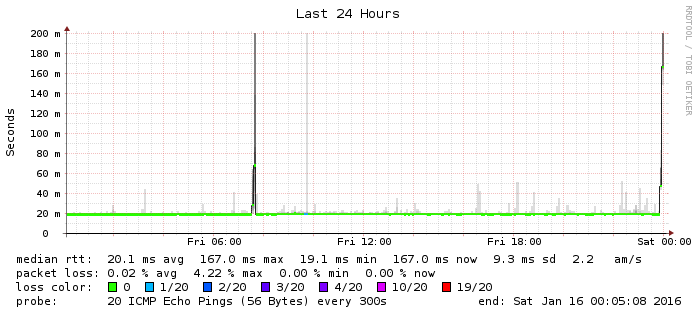 Last 24 Hours
RRDTOOL / TOBI OETIKER
Seconds
200 m
180 m
160 m
140 m
120 m
100 m
80 m
60 m
40 m
20 m
0
Fri 06:00 Fri 12:00 Fri 18:00 Sat 00:00
median rtt: 20.1 ms avg 167.0 ms max 19.1 ms min 167.0 ms now 9.3 ms sd 2.2 am/s
packet loss: 0.02 % avg 4.22 % max 0.00 % min 0.00 % now
loss color: 0 1/20 2/20 3/20 4/20 10/20 19/20
probe: 20 ICMP Echo Pings (56 Bytes) every 300s end: Sat Jan 16 00:05:08 2016